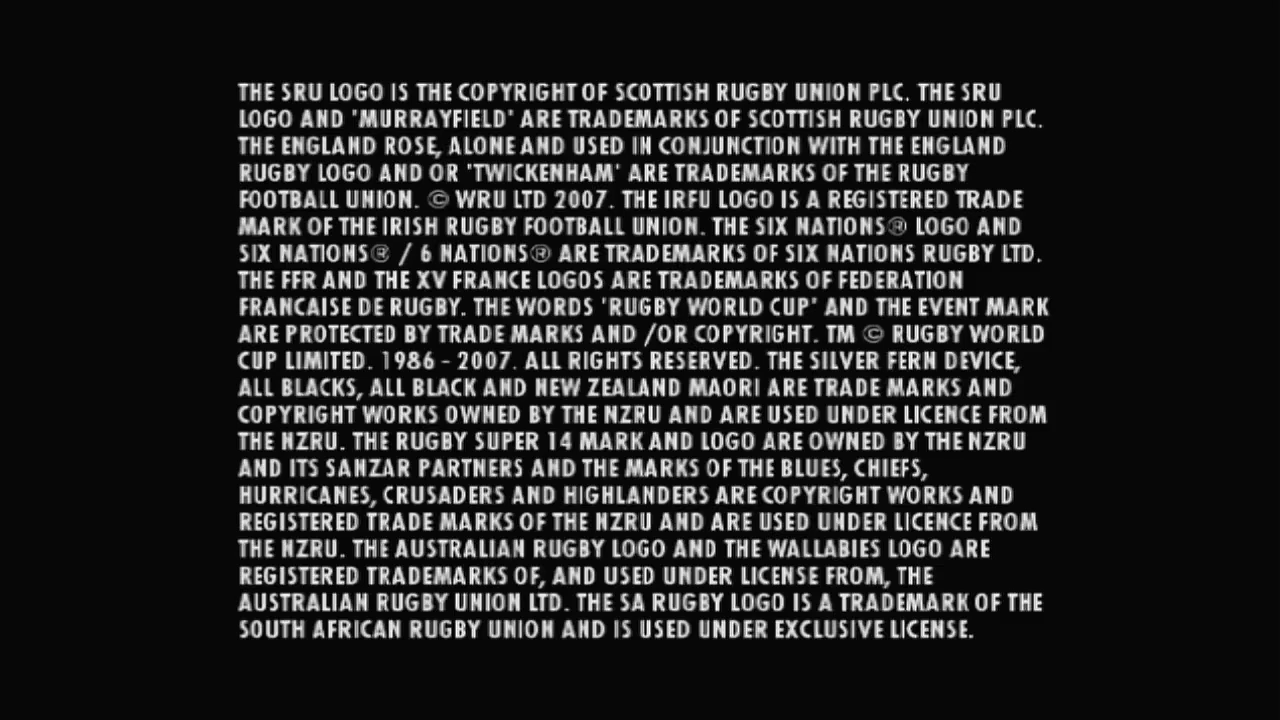 THE SRU LOGO IS THE COPYRIGHT OF SCOTTISH RUGBY UNION PLC. THE SRU
LOGO AND 'MURRAYFIELD' ARE TRADEMARKS OF SCOTTISH RUGBY UNION PLC.
THE ENGLAND ROSE, ALONE AND USED IN CONJUNCTION WITH THE ENGLAND
RUGBY LOGO AND OR 'TWICKENHAM' ARE TRADEMARKS OF THE RUGBY
FOOTBALL UNION. © WRU LTD 2007. THE IRFU LOGO IS A REGISTERED TRADE
MARK OF THE IRISH RUGBY FOOTBALL UNION. THE SIX NATIONS® LOGO AND
SIX NATIONS® / 6 NATIONS® ARE TRADEMARKS OF SIX NATIONS RUGBY LTD.
THE FFR AND THE XV FRANCE LOGOS ARE TRADEMARKS OF FEDERATION
FRANCAISE DE RUGBY. THE WORDS 'RUGBY WORLD CUP' AND THE EVENT MARK
ARE PROTECTED BY TRADE MARKS AND /OR COPYRIGHT. TM © RUGBY WORLD
CUP LIMITED. 1986 - 2007. ALL RIGHTS RESERVED. THE SILVER FERN DEVICE,
ALL BLACKS, ALL BLACK AND NEW ZEALAND MAORI ARE TRADE MARKS AND
COPYRIGHT WORKS OWNED BY THE NZRU AND ARE USED UNDER LICENCE FROM
THE NZRU. THE RUGBY SUPER 14 MARK AND LOGO ARE OWNED BY THE NZRU
AND ITS SANZAR PARTNERS AND THE MARKS OF THE BLUES, CHIEFS,
HURRICANES, CRUSADERS AND HIGHLANDERS ARE COPYRIGHT WORKS AND
REGISTERED TRADE MARKS OF THE NZRU AND ARE USED UNDER LICENCE FROM
THE NZRU. THE AUSTRALIAN RUGBY LOGO AND THE WALLABIES LOGO ARE
REGISTERED TRADEMARKS OF, AND USED UNDER LICENSE FROM, THE
AUSTRALIAN RUGBY UNION LTD. THE SA RUGBY LOGO IS A TRADEMARK OF THE
SOUTH AFRICAN RUGBY UNION AND IS USED UNDER EXCLUSIVE LICENSE.